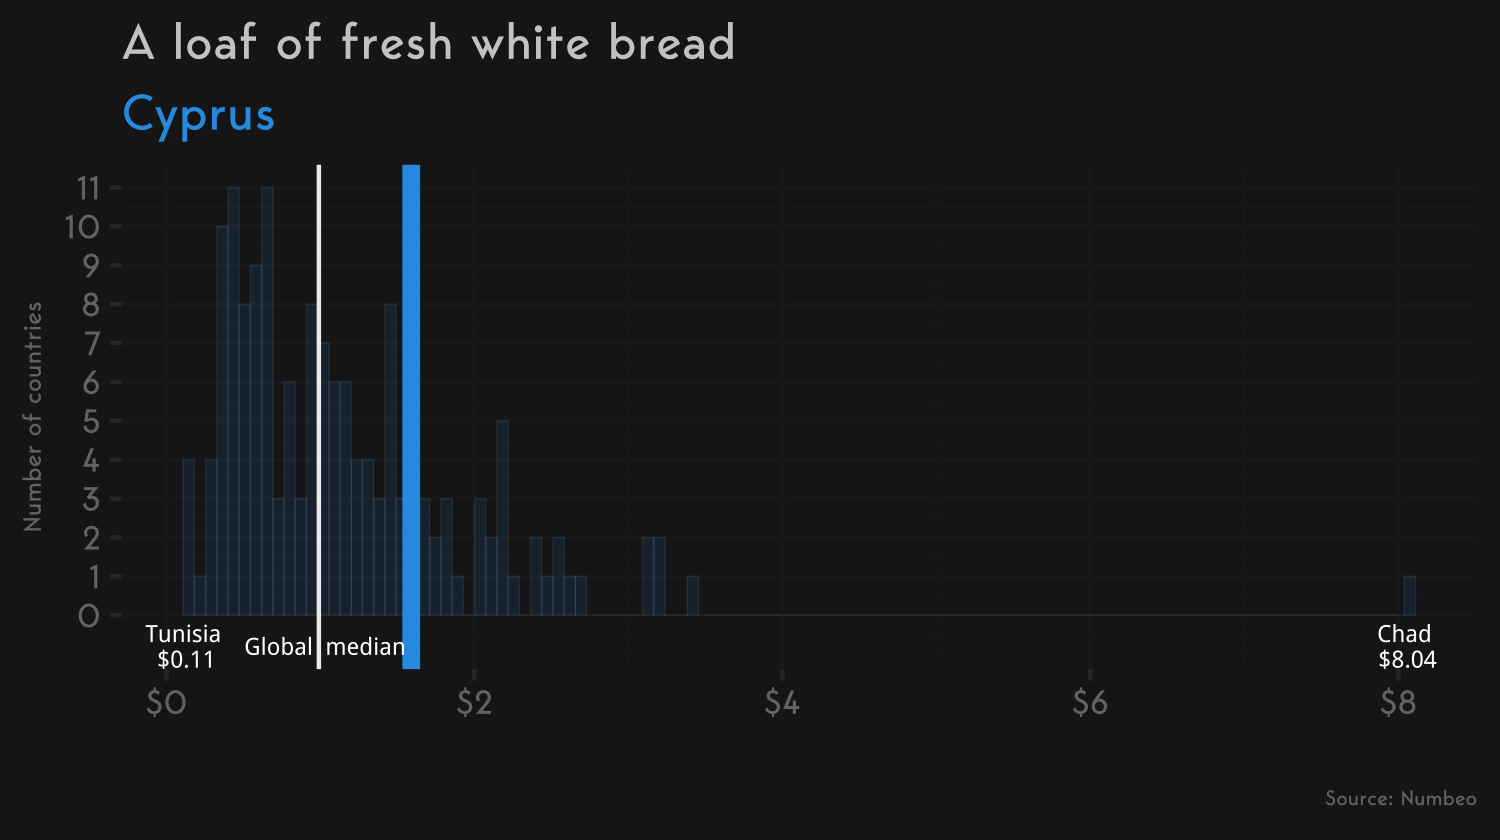 A loaf of fresh white bread
Cyprus
Number of countries
11
10
9
8
7
6
5
4
3
2
1
0
Tunisia
$0.11
Global median
Chad
$8.04
$0 $2 $4 $6 $8
Source: Numbeo